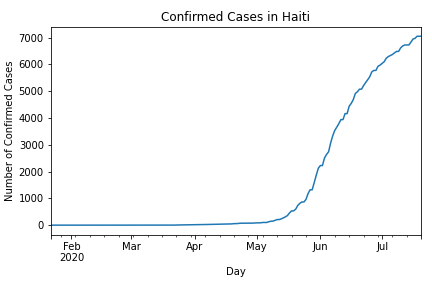 Confirmed Cases in Haiti
Number of Confirmed Cases
7000
6000
5000
4000
3000
2000
1000
0
Feb
2020
Mar
Apr
May
Jun
Jul
Day